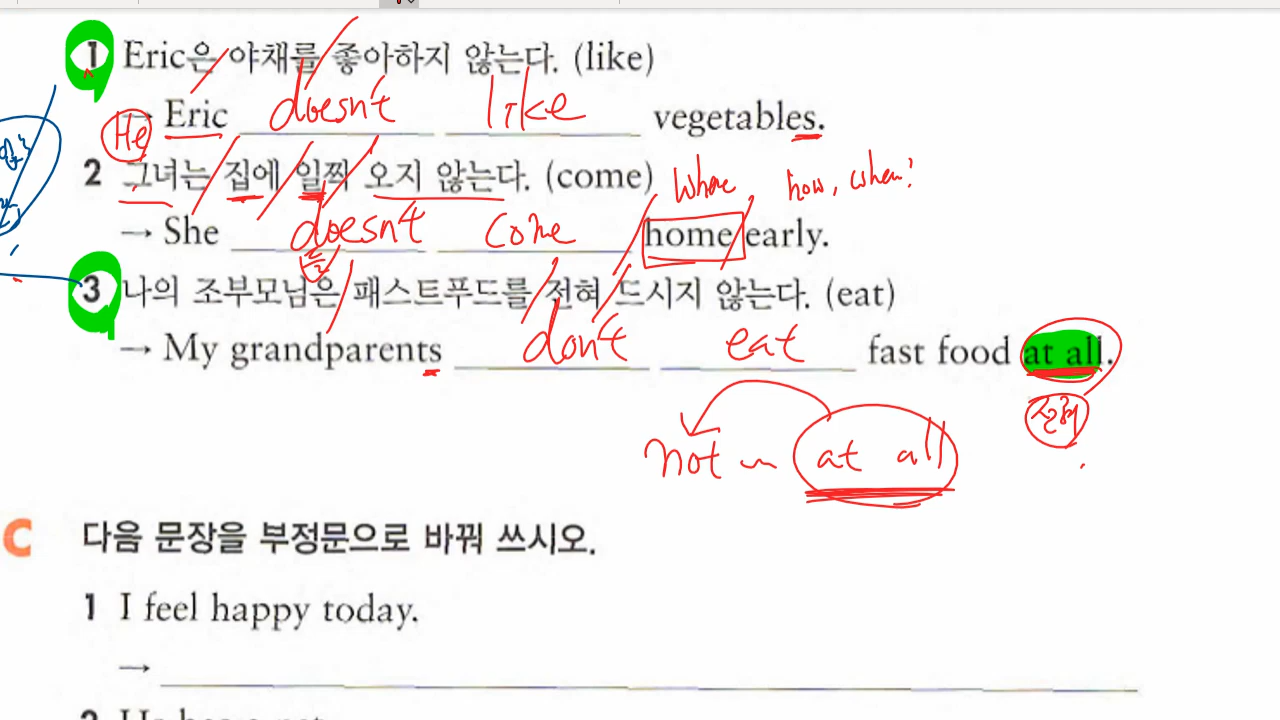 1 Eric은 야채를 좋아하지 않는다. (like)
→ Eric doesn't like vegetables.
He
2 그녀는 집에 일찍 오지 않는다. (come)
where, how, when?
→ She doesn't come home early.
3 나의 조부모님은 패스트푸드를 전혀 드시지 않는다. (eat)
→ My grandparents don't eat fast food at all.
전혀
not ~ at all
C 다음 문장을 부정문으로 바꿔 쓰시오.
1 I feel happy today.
→